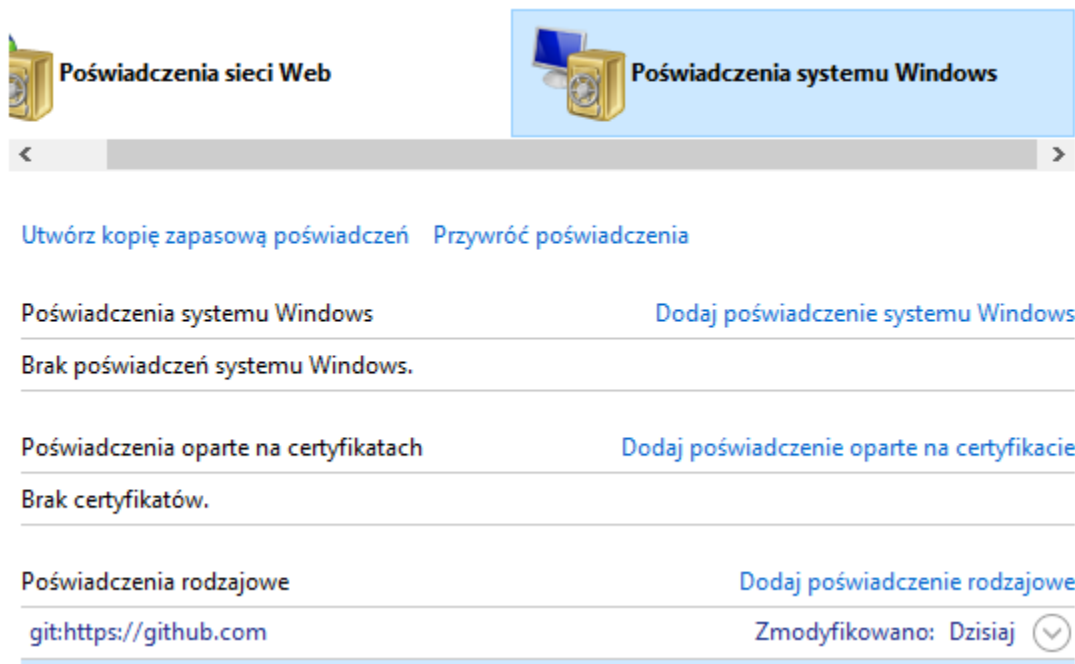 Poświadczenia sieci Web
Poświadczenia systemu Windows
Utwórz kopię zapasową poświadczeń Przywróć poświadczenia
Poświadczenia systemu Windows Dodaj poświadczenie systemu Windows
Brak poświadczeń systemu Windows.
Poświadczenia oparte na certyfikatach Dodaj poświadczenie oparte na certyfikacie
Brak certyfikatów.
Poświadczenia rodzajowe Dodaj poświadczenie rodzajowe
git:https://github.com Zmodyfikowano: Dzisiaj